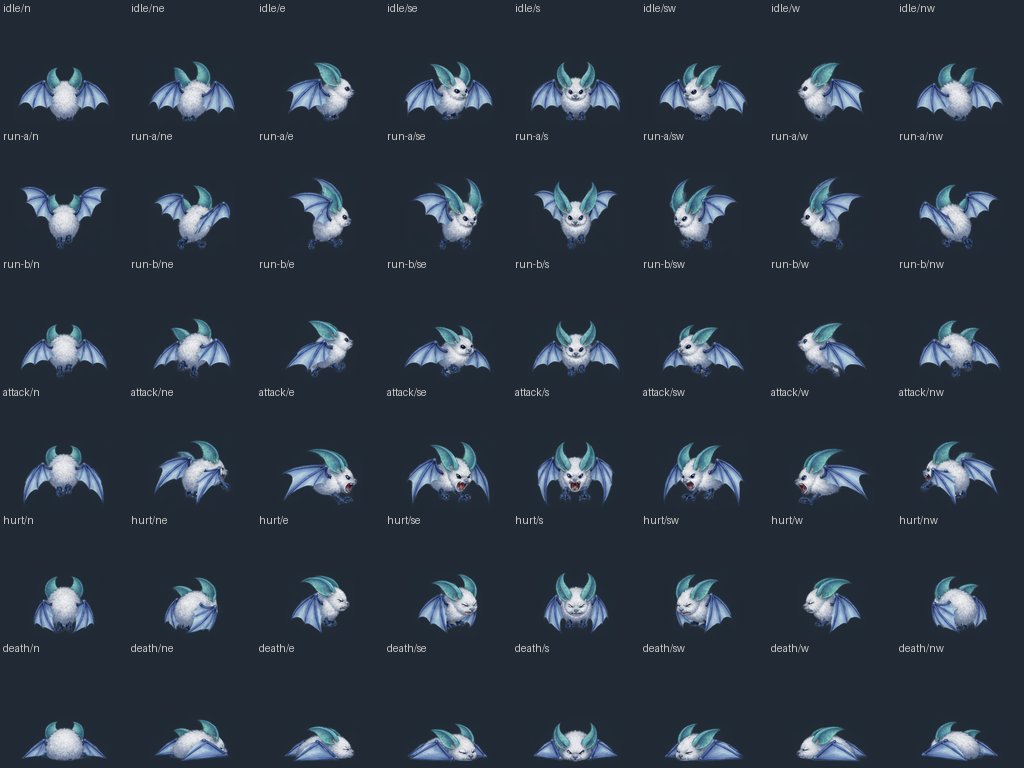 idle/n idle/ne idle/e idle/se idle/s idle/sw idle/w idle/nw
run-a/n run-a/ne run-a/e run-a/se run-a/s run-a/sw run-a/w run-a/nw
run-b/n run-b/ne run-b/e run-b/se run-b/s run-b/sw run-b/w run-b/nw
attack/n attack/ne attack/e attack/se attack/s attack/sw attack/w attack/nw
hurt/n hurt/ne hurt/e hurt/se hurt/s hurt/sw hurt/w hurt/nw
death/n death/ne death/e death/se death/s death/sw death/w death/nw